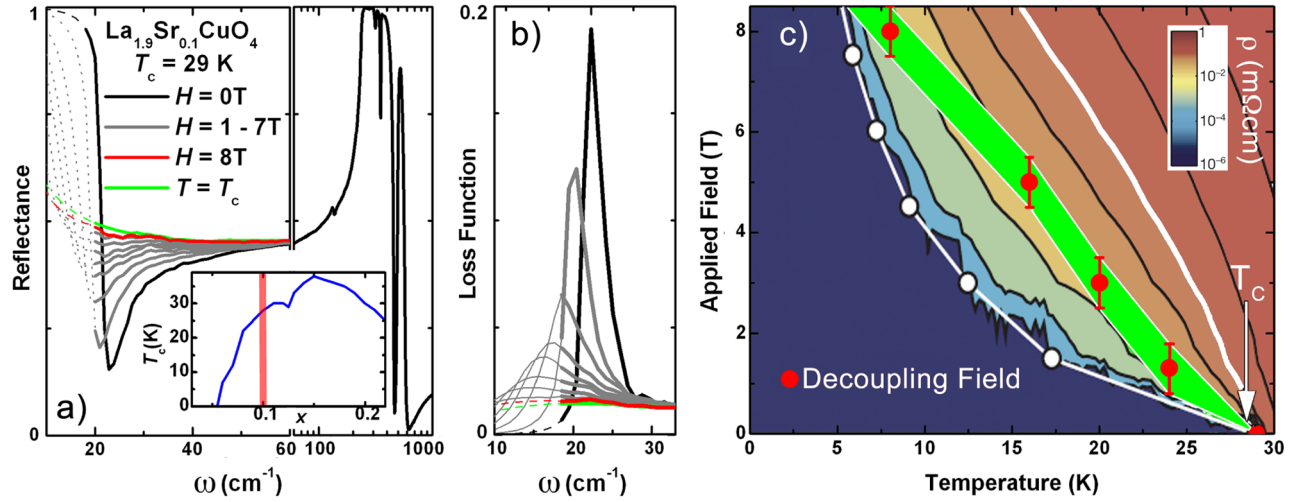 La1.9Sr0.1CuO4
Tc = 29 K
H = 0T
H = 1 - 7T
H = 8T
T = Tc
a)
Reflectance
1
0
20
40
60
100
1000
ω (cm-1)
Tc(K)
30
20
10
0
0.1
0.2
x
b)
Loss Function
0.2
0
10
20
30
ω (cm-1)
c)
Applied Field (T)
8
6
4
2
0
5
10
15
20
25
30
Temperature (K)
Decoupling Field
TC
1
10-2
10-4
10-6
ρ (mΩcm)